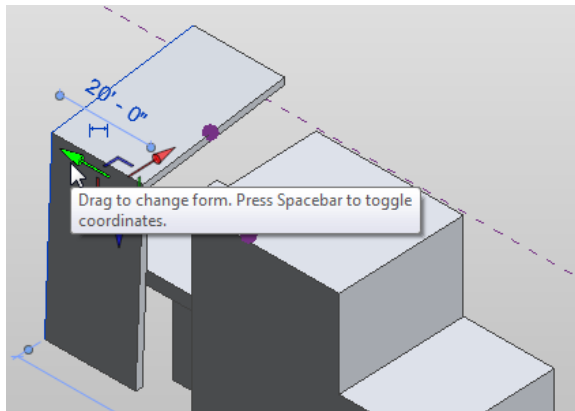 20' - 0"
Drag to change form. Press Spacebar to toggle
coordinates.